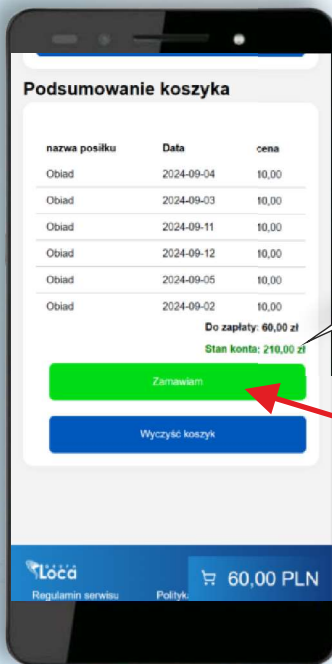 Podsumowanie koszyka
nazwa posiłku Data cena
Obiad 2024-09-04 10,00
Obiad 2024-09-03 10,00
Obiad 2024-09-11 10,00
Obiad 2024-09-12 10,00
Obiad 2024-09-05 10,00
Obiad 2024-09-02 10,00
Do zapłaty: 60,00 zł
Stan konta: 210,00 zł
Zamawiam
Wyczyść koszyk
Loca
60,00 PLN
Regulamin serwisu Polityk